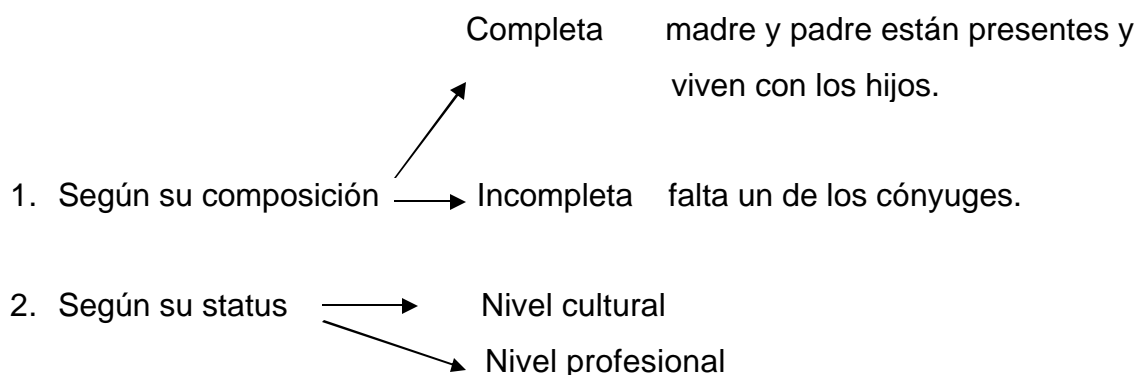 Completa madre y padre están presentes y
viven con los hijos.
1. Según su composición Incompleta falta un de los cónyuges.
2. Según su status Nivel cultural
Nivel profesional